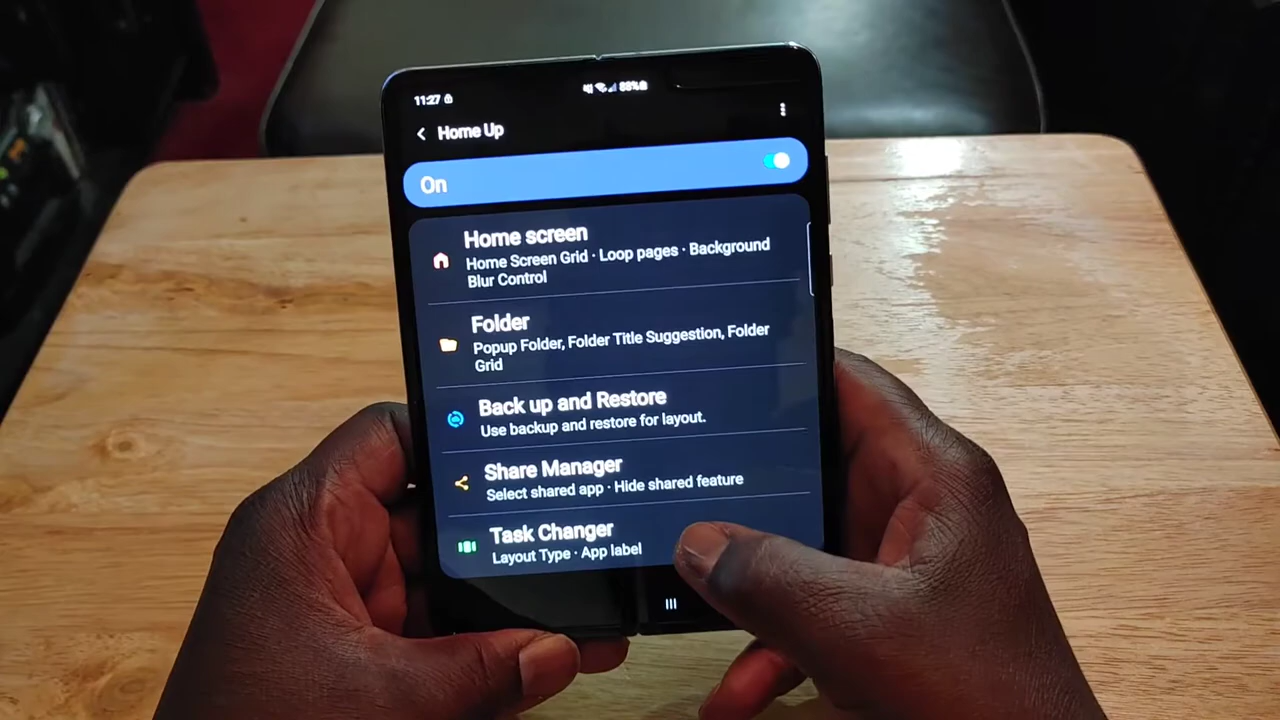 11:27
88%
Home Up
On
Home screen
Home Screen Grid · Loop pages · Background
Blur Control
Folder
Popup Folder, Folder Title Suggestion, Folder
Grid
Back up and Restore
Use backup and restore for layout.
Share Manager
Select shared app · Hide shared feature
Task Changer
Layout Type · App label